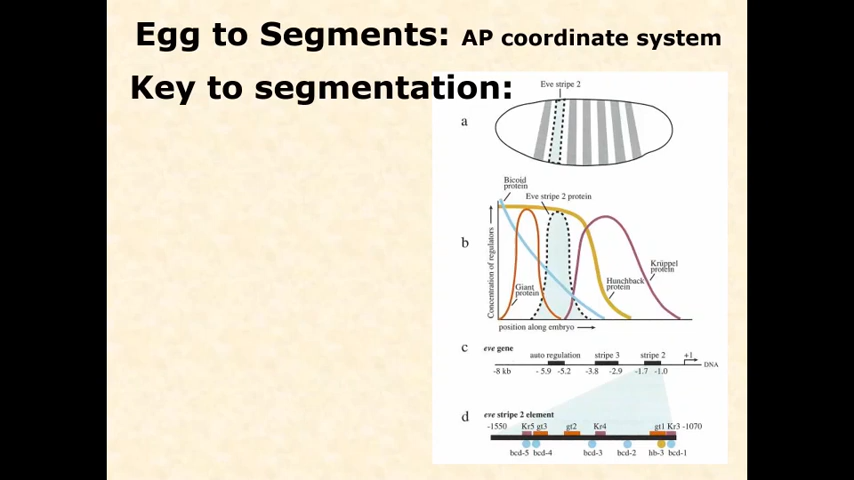 Egg to Segments: AP coordinate system
Key to segmentation:
Eve stripe 2
a
Bicoid
protein
Eve stripe 2 protein
b
Concentration of regulators
Giant
protein
Hunchback
protein
Krüppel
protein
position along embryo
c eve gene
auto regulation stripe 3 stripe 2 +1
DNA
-8 kb -5.9 -5.2 -3.8 -2.9 -1.7 -1.0
d eve stripe 2 element
-1550 Kr5 gt3 gt2 Kr4 gt1 Kr3 -1070
bcd-5 bcd-4 bcd-3 bcd-2 hb-3 bcd-1